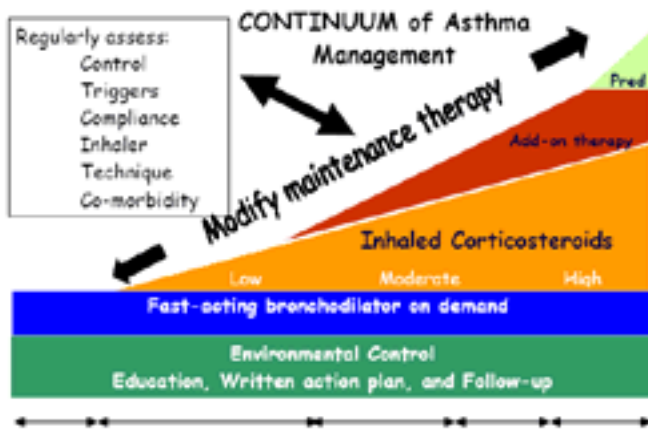 CONTINUUM of Asthma
Management
Regularly assess:
Control
Triggers
Compliance
Inhaler
Technique
Co-morbidity
Modify maintenance therapy
Pred
Add-on therapy
Inhaled Corticosteroids
Low Moderate High
Fast-acting bronchodilator on demand
Environmental Control
Education, Written action plan, and Follow-up